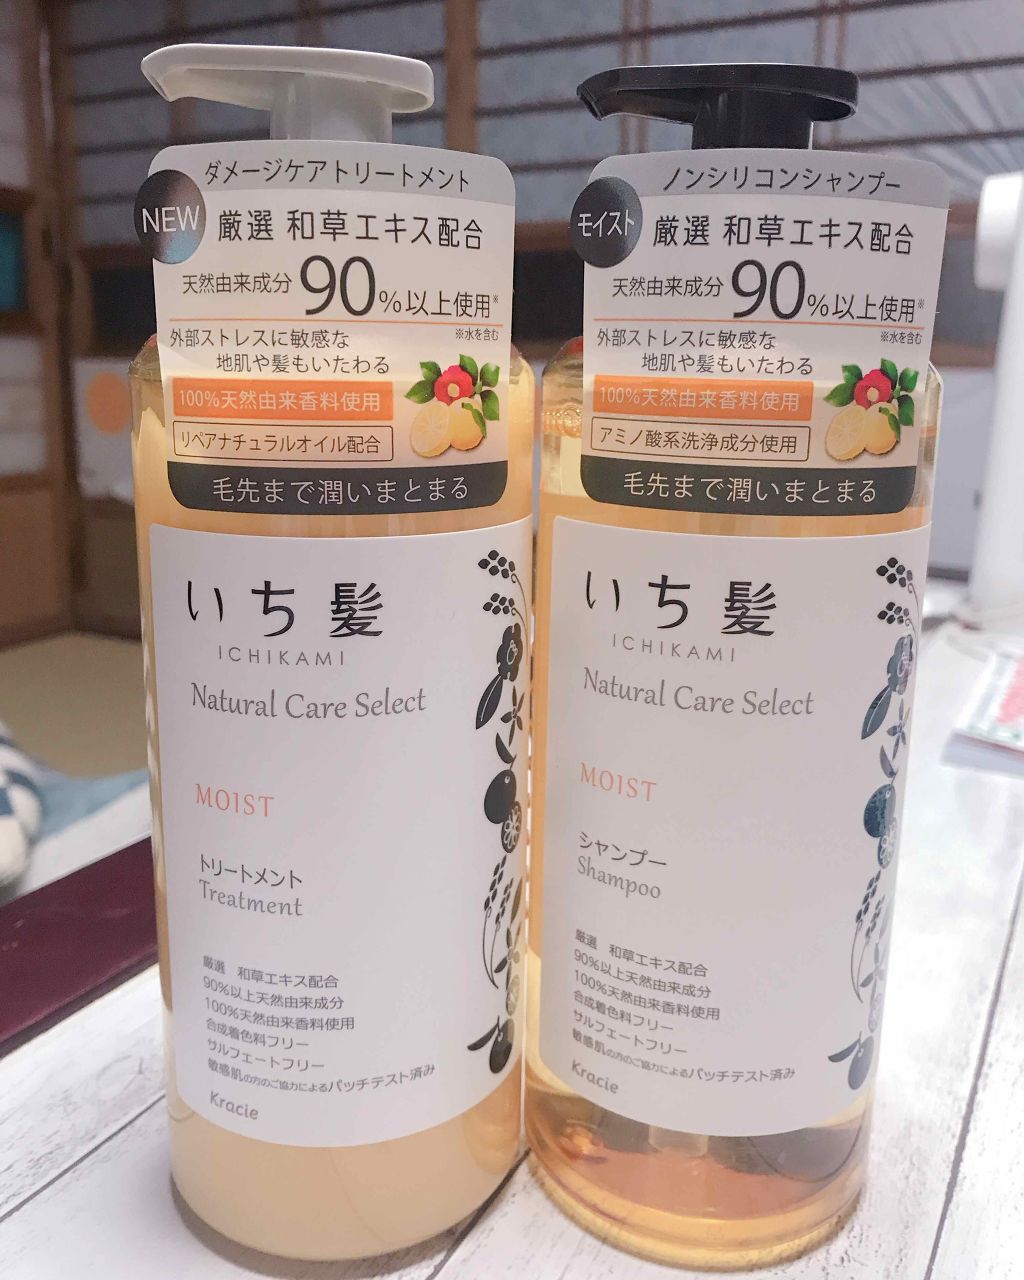 ダメージケアトリートメント
NEW
厳選 和草エキス配合
天然由来成分90%以上使用※
※水を含む
外部ストレスに敏感な
地肌や髪もいたわる
100%天然由来香料使用
リペアナチュラルオイル配合
毛先まで潤いまとまる
いち髪
ICHIKAMI
Natural Care Select
MOIST
トリートメント
Treatment
厳選 和草エキス配合
90%以上天然由来成分
100%天然由来香料使用
合成着色料フリー
サルフェートフリー
敏感肌の方のご協力によるパッチテスト済み
Kracie
ノンシリコンシャンプー
モイスト
厳選 和草エキス配合
天然由来成分90%以上使用※
※水を含む
外部ストレスに敏感な
地肌や髪もいたわる
100%天然由来香料使用
アミノ酸系洗浄成分使用
毛先まで潤いまとまる
いち髪
ICHIKAMI
Natural Care Select
MOIST
シャンプー
Shampoo
厳選 和草エキス配合
90%以上天然由来成分
100%天然由来香料使用
合成着色料フリー
サルフェートフリー
敏感肌の方のご協力によるパッチテスト済み
Kracie